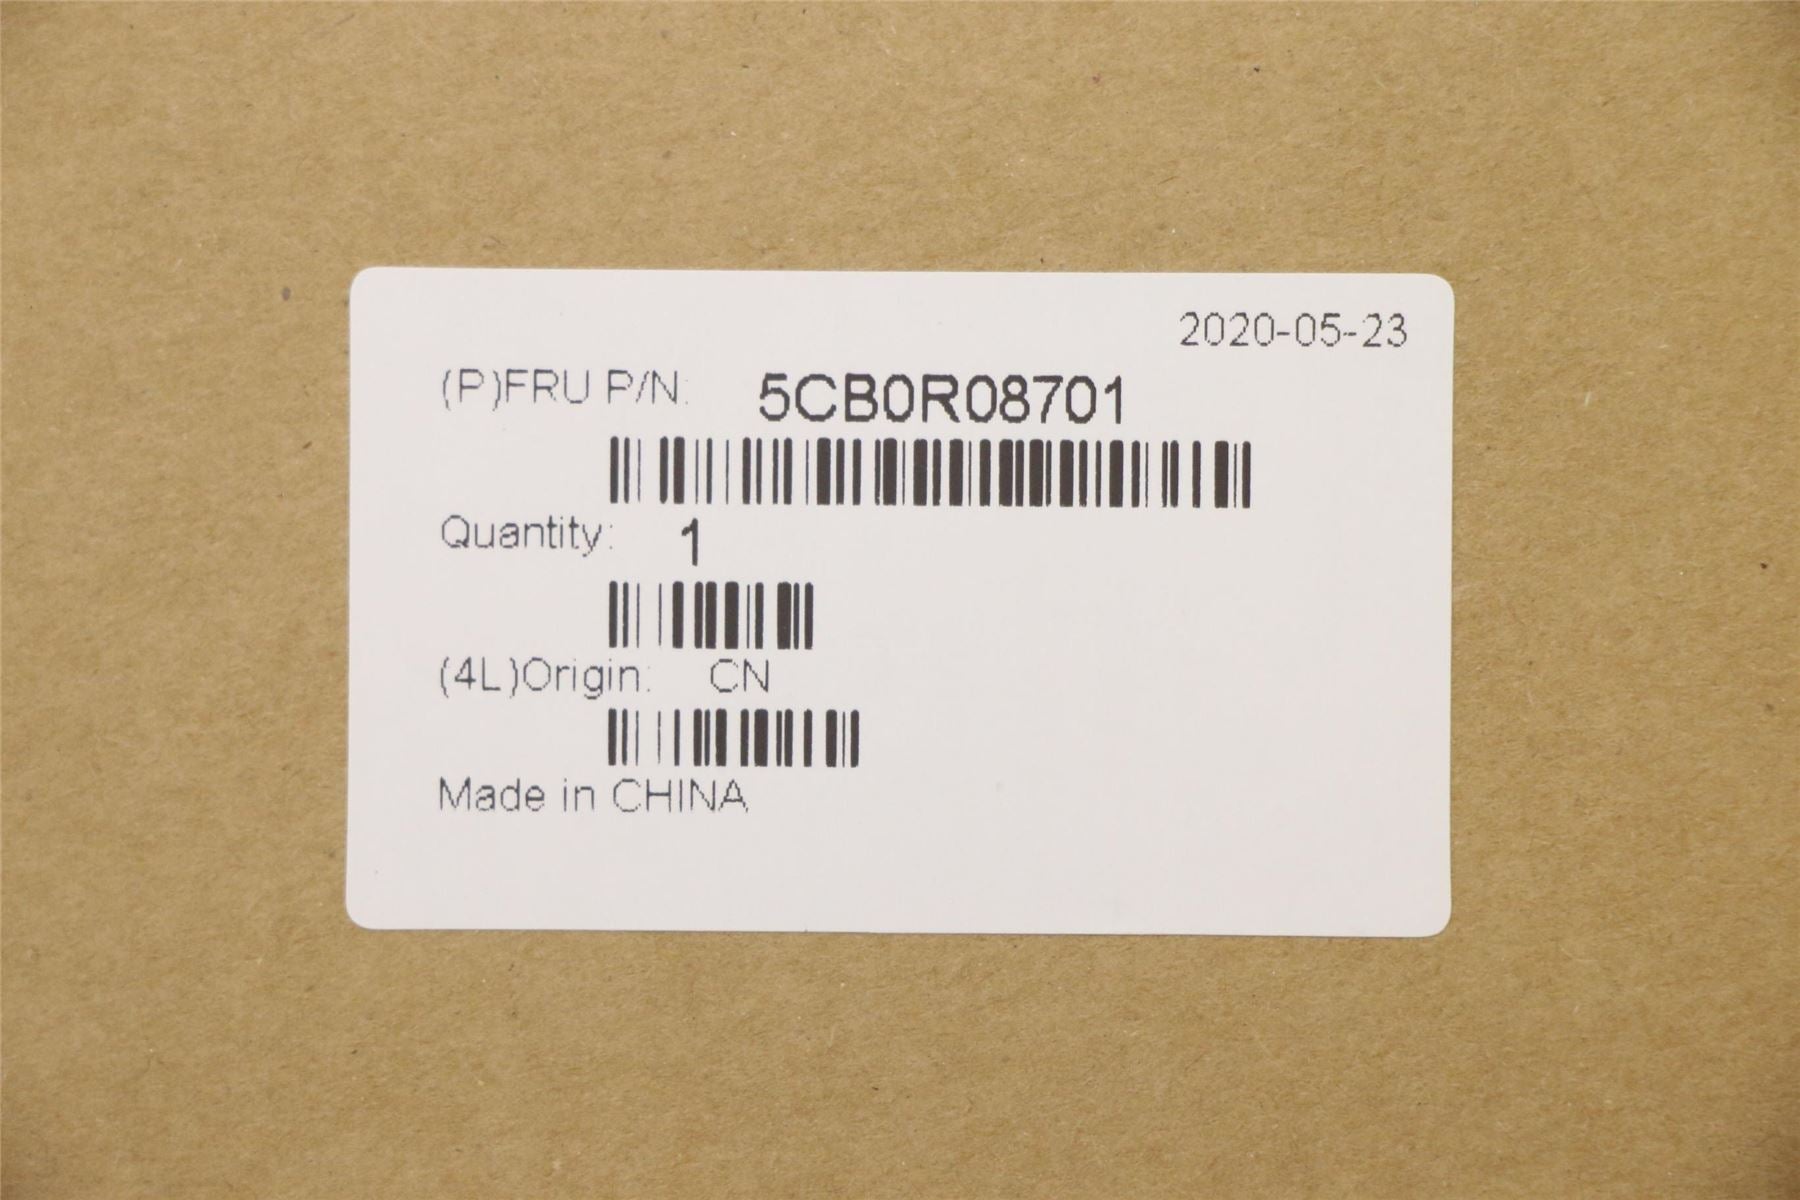 2020-05-23
(P)FRU P/N: 5CB0R08701
Quantity: 1
(4L)Origin: CN
Made in CHINA